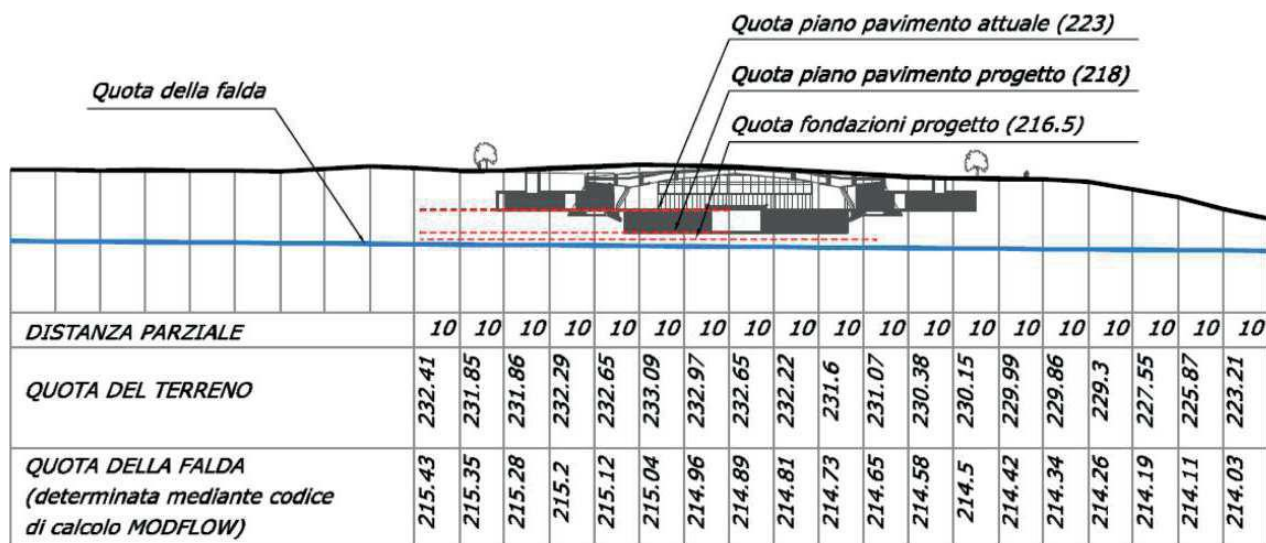 Quota piano pavimento attuale (223)
Quota della falda
Quota piano pavimento progetto (218)
Quota fondazioni progetto (216.5)
DISTANZA PARZIALE 10 10 10 10 10 10 10 10 10 10 10 10 10 10 10 10 10 10 10
QUOTA DEL TERRENO 232.41 231.85 231.86 232.29 232.65 233.09 232.97 232.65 232.22 231.6 231.07 230.38 230.15 229.99 229.86 229.3 227.55 225.87 223.21
QUOTA DELLA FALDA
(determinata mediante codice
di calcolo MODFLOW) 215.43 215.35 215.28 215.2 215.12 215.04 214.96 214.89 214.81 214.73 214.65 214.58 214.5 214.42 214.34 214.26 214.19 214.11 214.03